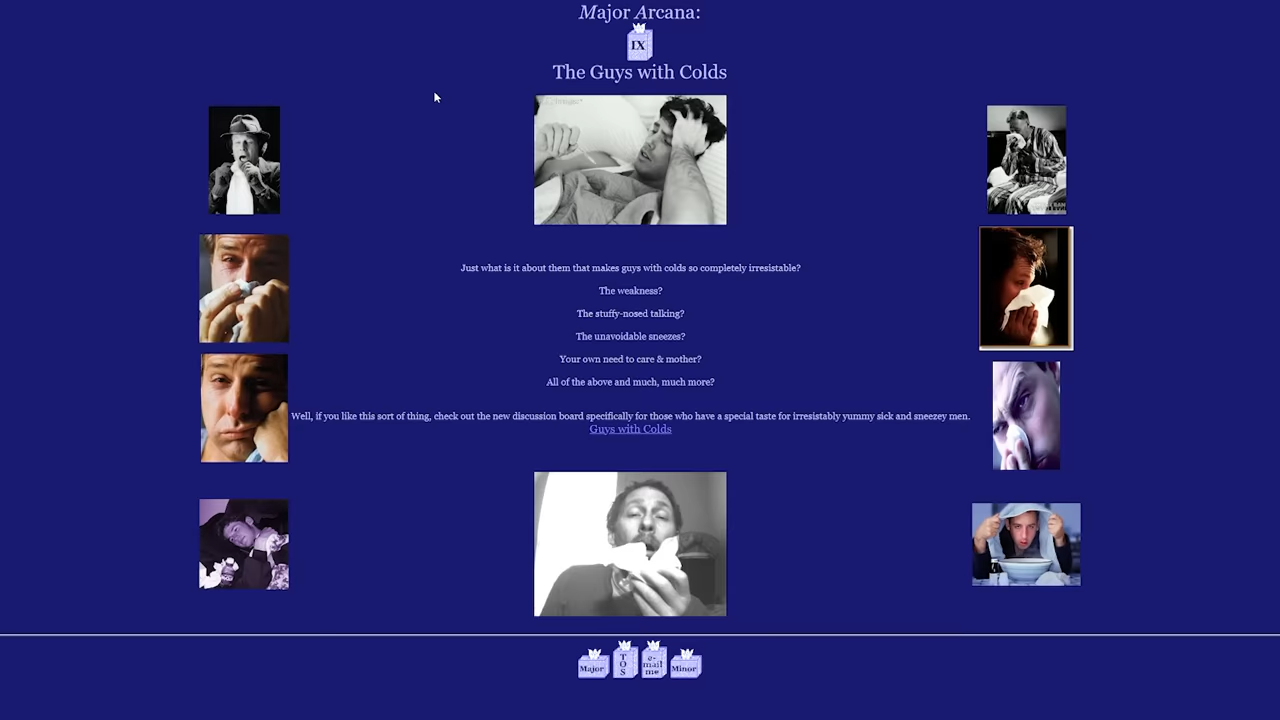 Major Arcana:
IX
The Guys with Colds
Just what is it about them that makes guys with colds so completely irresistable?
The weakness?
The stuffy-nosed talking?
The unavoidable sneezes?
Your own need to care & mother?
All of the above and much, much more?
Well, if you like this sort of thing, check out the new discussion board specifically for those who have a special taste for irresistably yummy sick and sneezey men.
Guys with Colds
Major
TOS
e-mail me
Minor